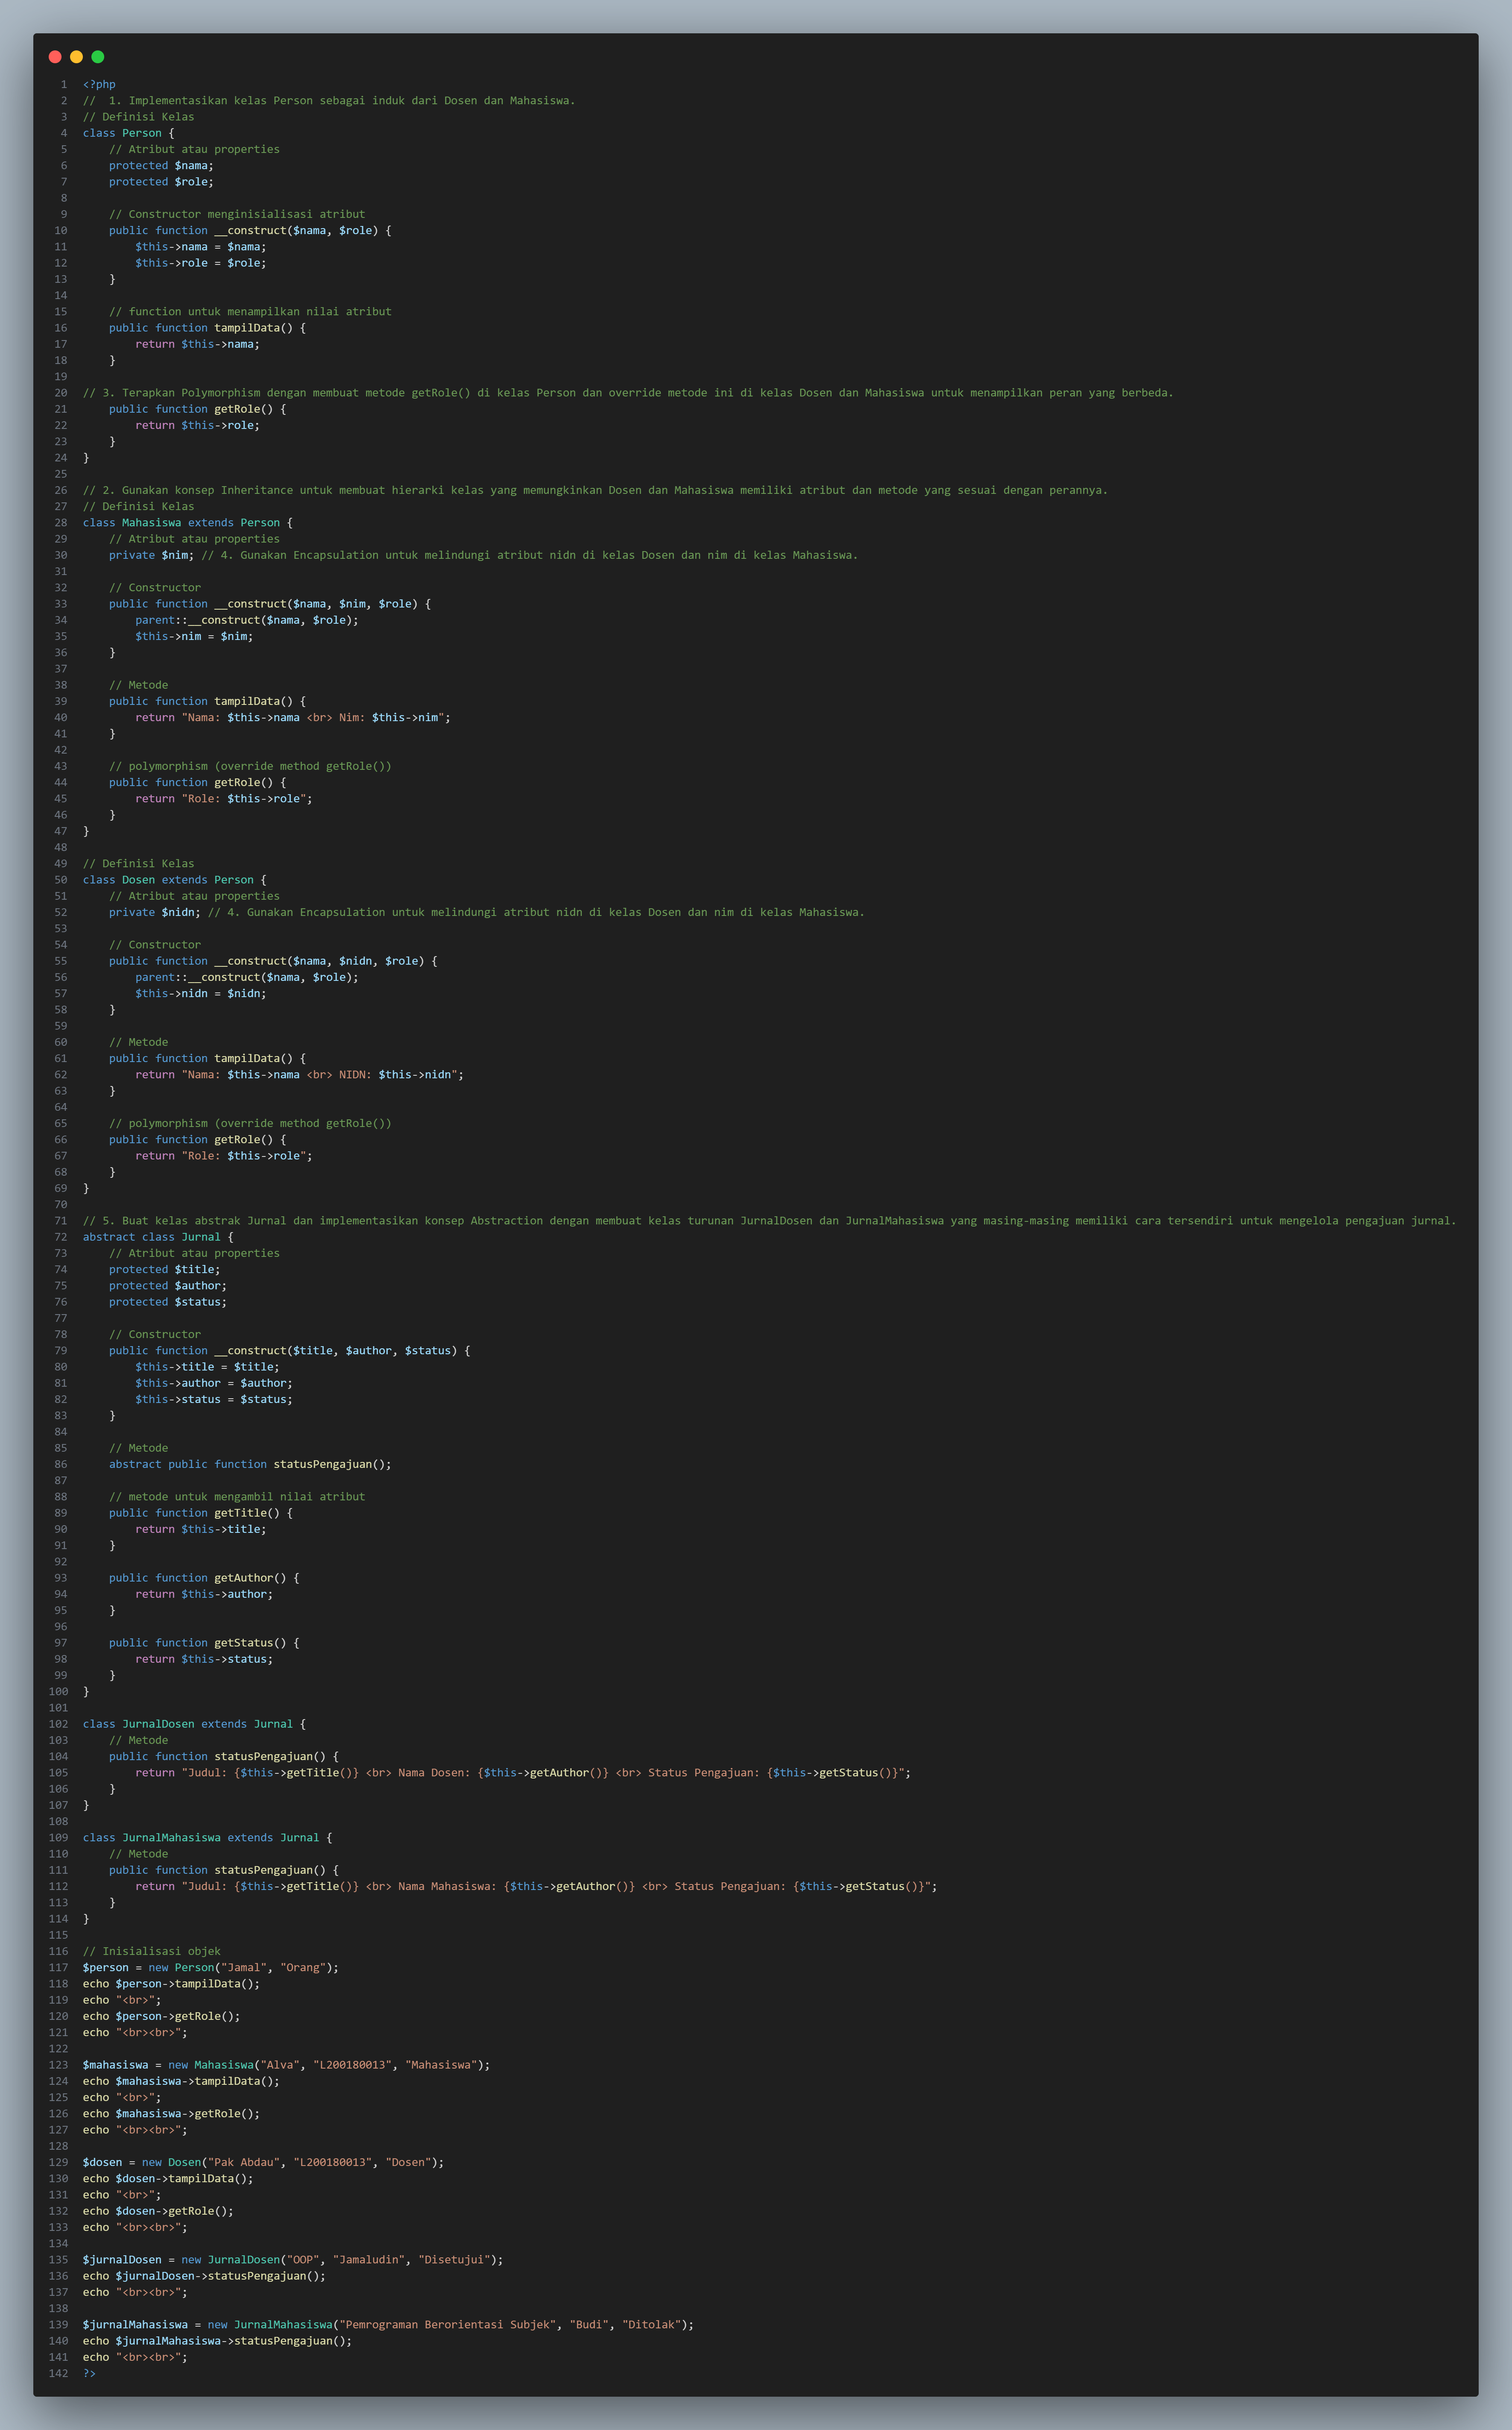 1 <?php
2 //  1. Implementasikan kelas Person sebagai induk dari Dosen dan Mahasiswa.
3 // Definisi Kelas
4 class Person {
5     // Atribut atau properties
6     protected $nama;
7     protected $role;
8
9     // Constructor menginisialisasi atribut
10     public function __construct($nama, $role) {
11         $this->nama = $nama;
12         $this->role = $role;
13     }
14
15     // function untuk menampilkan nilai atribut
16     public function tampilData() {
17         return $this->nama;
18     }
19
20 // 3. Terapkan Polymorphism dengan membuat metode getRole() di kelas Person dan override metode ini di kelas Dosen dan Mahasiswa untuk menampilkan peran yang berbeda.
21     public function getRole() {
22         return $this->role;
23     }
24 }
25
26 // 2. Gunakan konsep Inheritance untuk membuat hierarki kelas yang memungkinkan Dosen dan Mahasiswa memiliki atribut dan metode yang sesuai dengan perannya.
27 // Definisi Kelas
28 class Mahasiswa extends Person {
29     // Atribut atau properties
30     private $nim; // 4. Gunakan Encapsulation untuk melindungi atribut nidn di kelas Dosen dan nim di kelas Mahasiswa.
31
32     // Constructor
33     public function __construct($nama, $nim, $role) {
34         parent::__construct($nama, $role);
35         $this->nim = $nim;
36     }
37
38     // Metode
39     public function tampilData() {
40         return "Nama: $this->nama <br> Nim: $this->nim";
41     }
42
43     // polymorphism (override method getRole())
44     public function getRole() {
45         return "Role: $this->role";
46     }
47 }
48
49 // Definisi Kelas
50 class Dosen extends Person {
51     // Atribut atau properties
52     private $nidn; // 4. Gunakan Encapsulation untuk melindungi atribut nidn di kelas Dosen dan nim di kelas Mahasiswa.
53
54     // Constructor
55     public function __construct($nama, $nidn, $role) {
56         parent::__construct($nama, $role);
57         $this->nidn = $nidn;
58     }
59
60     // Metode
61     public function tampilData() {
62         return "Nama: $this->nama <br> NIDN: $this->nidn";
63     }
64
65     // polymorphism (override method getRole())
66     public function getRole() {
67         return "Role: $this->role";
68     }
69 }
70
71 // 5. Buat kelas abstrak Jurnal dan implementasikan konsep Abstraction dengan membuat kelas turunan JurnalDosen dan JurnalMahasiswa yang masing-masing memiliki cara tersendiri untuk mengelola pengajuan jurnal.
72 abstract class Jurnal {
73     // Atribut atau properties
74     protected $title;
75     protected $author;
76     protected $status;
77
78     // Constructor
79     public function __construct($title, $author, $status) {
80         $this->title = $title;
81         $this->author = $author;
82         $this->status = $status;
83     }
84
85     // Metode
86     abstract public function statusPengajuan();
87
88     // metode untuk mengambil nilai atribut
89     public function getTitle() {
90         return $this->title;
91     }
92
93     public function getAuthor() {
94         return $this->author;
95     }
96
97     public function getStatus() {
98         return $this->status;
99     }
100 }
101
102 class JurnalDosen extends Jurnal {
103     // Metode
104     public function statusPengajuan() {
105         return "Judul: {$this->getTitle()} <br> Nama Dosen: {$this->getAuthor()} <br> Status Pengajuan: {$this->getStatus()}";
106     }
107 }
108
109 class JurnalMahasiswa extends Jurnal {
110     // Metode
111     public function statusPengajuan() {
112         return "Judul: {$this->getTitle()} <br> Nama Mahasiswa: {$this->getAuthor()} <br> Status Pengajuan: {$this->getStatus()}";
113     }
114 }
115
116 // Inisialisasi objek
117 $person = new Person("Jamal", "Orang");
118 echo $person->tampilData();
119 echo "<br>";
120 echo $person->getRole();
121 echo "<br><br>";
122
123 $mahasiswa = new Mahasiswa("Alva", "L200180013", "Mahasiswa");
124 echo $mahasiswa->tampilData();
125 echo "<br>";
126 echo $mahasiswa->getRole();
127 echo "<br><br>";
128
129 $dosen = new Dosen("Pak Abdau", "L200180013", "Dosen");
130 echo $dosen->tampilData();
131 echo "<br>";
132 echo $dosen->getRole();
133 echo "<br><br>";
134
135 $jurnalDosen = new JurnalDosen("OOP", "Jamaludin", "Disetujui");
136 echo $jurnalDosen->statusPengajuan();
137 echo "<br><br>";
138
139 $jurnalMahasiswa = new JurnalMahasiswa("Pemrograman Berorientasi Subjek", "Budi", "Ditolak");
140 echo $jurnalMahasiswa->statusPengajuan();
141 echo "<br><br>";
142 ?>